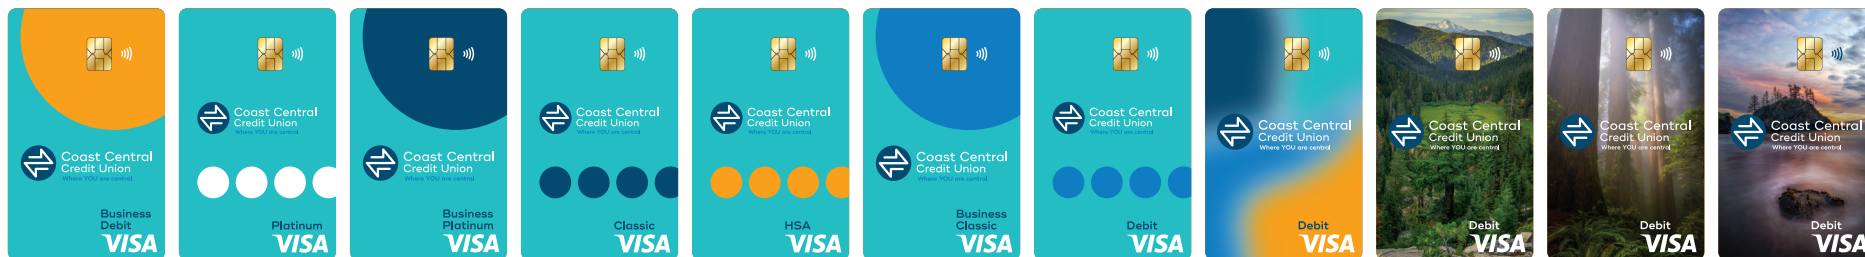 Coast Central
Credit Union
Where YOU are central
Business
Debit
VISA
Coast Central
Credit Union
Where YOU are central
Platinum
VISA
Coast Central
Credit Union
Where YOU are central
Business
Platinum
VISA
Coast Central
Credit Union
Where YOU are central
Classic
VISA
Coast Central
Credit Union
Where YOU are central
HSA
VISA
Coast Central
Credit Union
Where YOU are central
Business
Classic
VISA
Coast Central
Credit Union
Where YOU are central
Debit
VISA
Coast Central
Credit Union
Where YOU are central
Debit
VISA
Coast Central
Credit Union
Where YOU are central
Debit
VISA
Coast Central
Credit Union
Where YOU are central
Debit
VISA
Coast Central
Credit Union
Where YOU are central
Debit
VISA